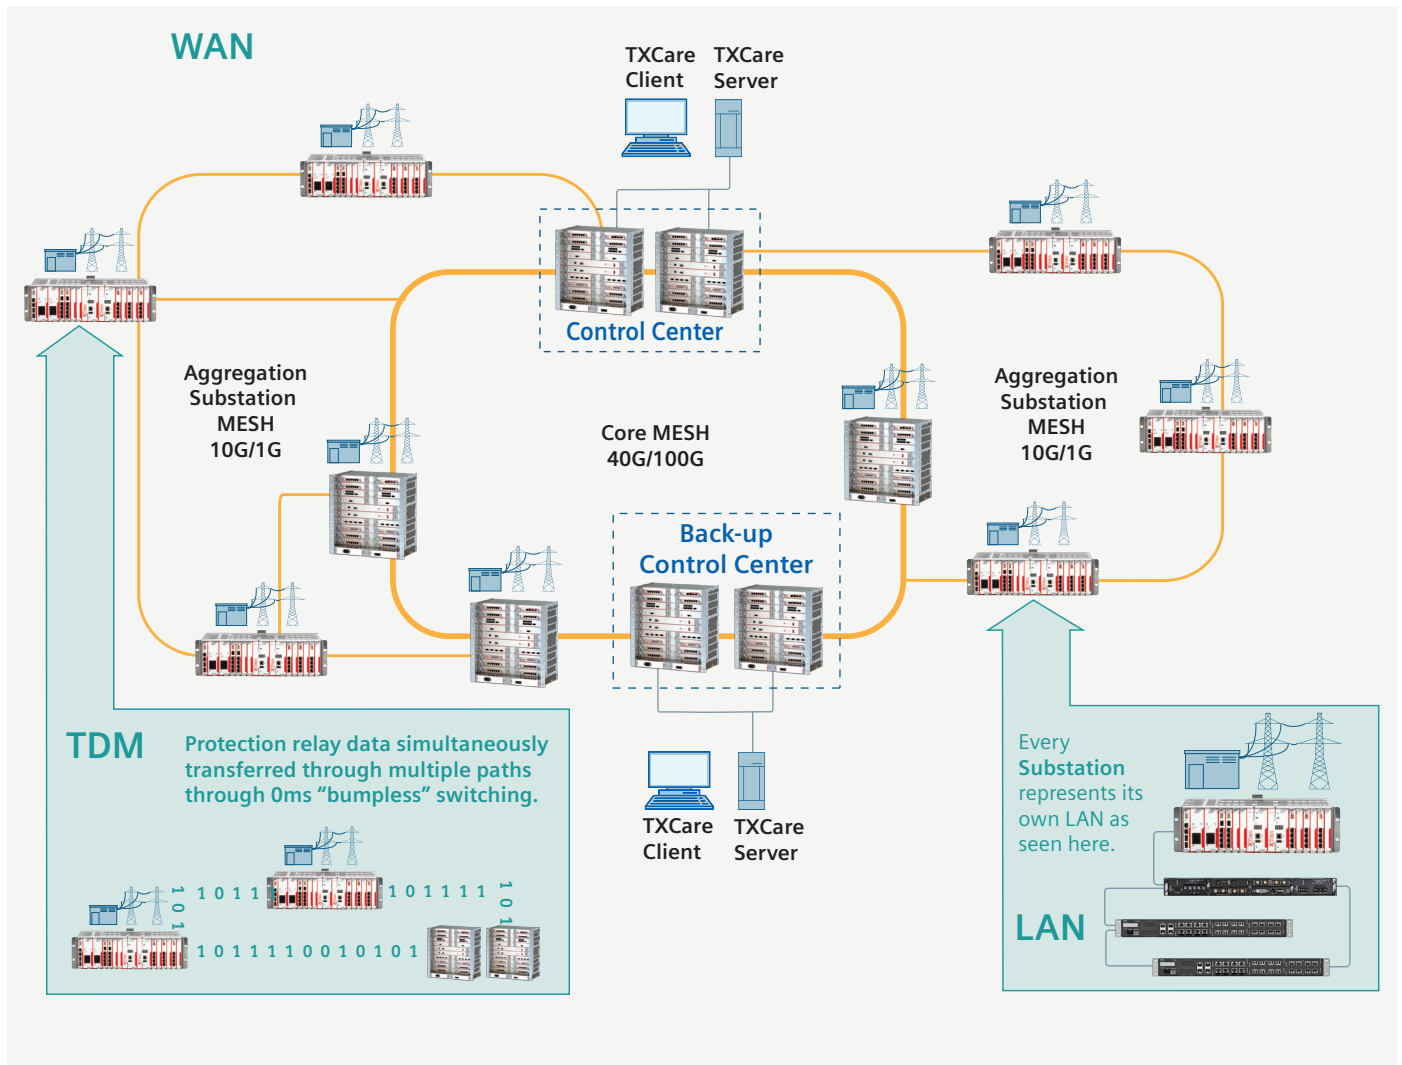 WAN
TXCare
Client
TXCare
Server
Control Center
Aggregation
Substation
MESH
10G/1G
Core MESH
40G/100G
Aggregation
Substation
MESH
10G/1G
Back-up
Control Center
TXCare
Client
TXCare
Server
TDM
Protection relay data simultaneously
transferred through multiple paths
through 0ms “bumpless” switching.
1 0 1
1 0 1 1
1 0 1 1 1 1
1 0 1
1 0 1 1 1 1 0 0 1 0 1 0 1
Every
Substation
represents its
own LAN as
seen here.
LAN